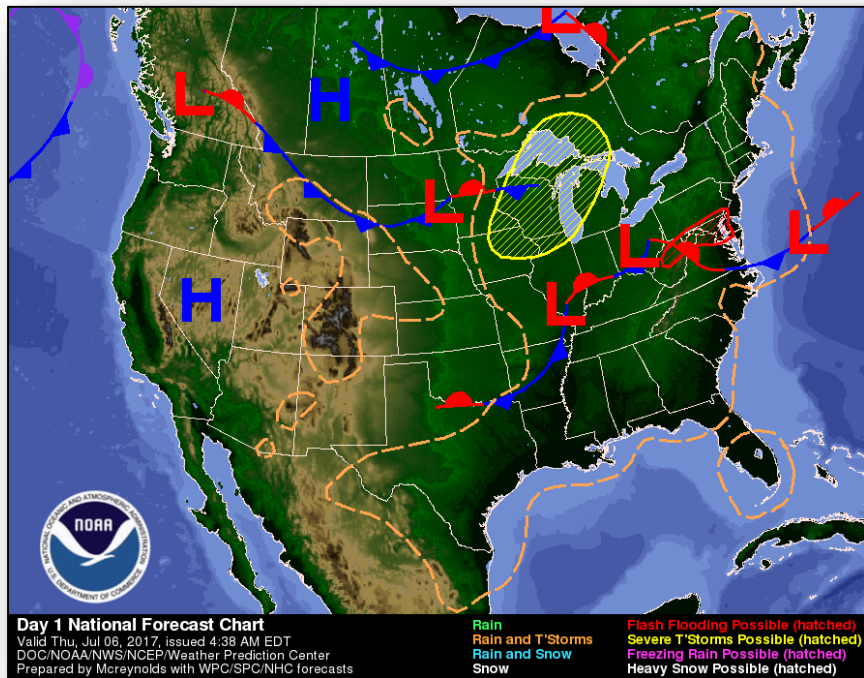 L
L
H
L
L
L
H
L
NATIONAL OCEANIC AND ATMOSPHERIC ADMINISTRATION
NOAA
U.S. DEPARTMENT OF COMMERCE
Day 1 National Forecast Chart
Valid Thu, Jul 06, 2017, issued 4:38 AM EDT
DOC/NOAA/NWS/NCEP/Weather Prediction Center
Prepared by Mcreynolds with WPC/SPC/NHC forecasts
Rain
Rain and T'Storms
Rain and Snow
Snow
Flash Flooding Possible (hatched)
Severe T'Storms Possible (hatched)
Freezing Rain Possible (hatched)
Heavy Snow Possible (hatched)